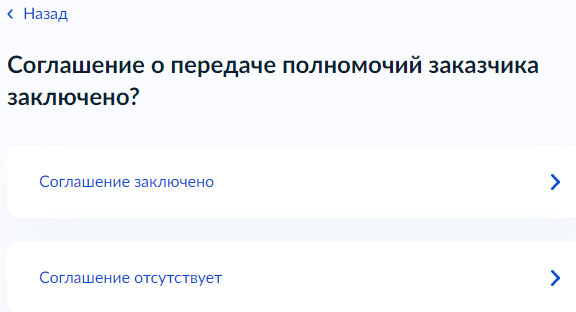 Назад
Соглашение о передаче полномочий заказчика
заключено?
Соглашение заключено
Соглашение отсутствует